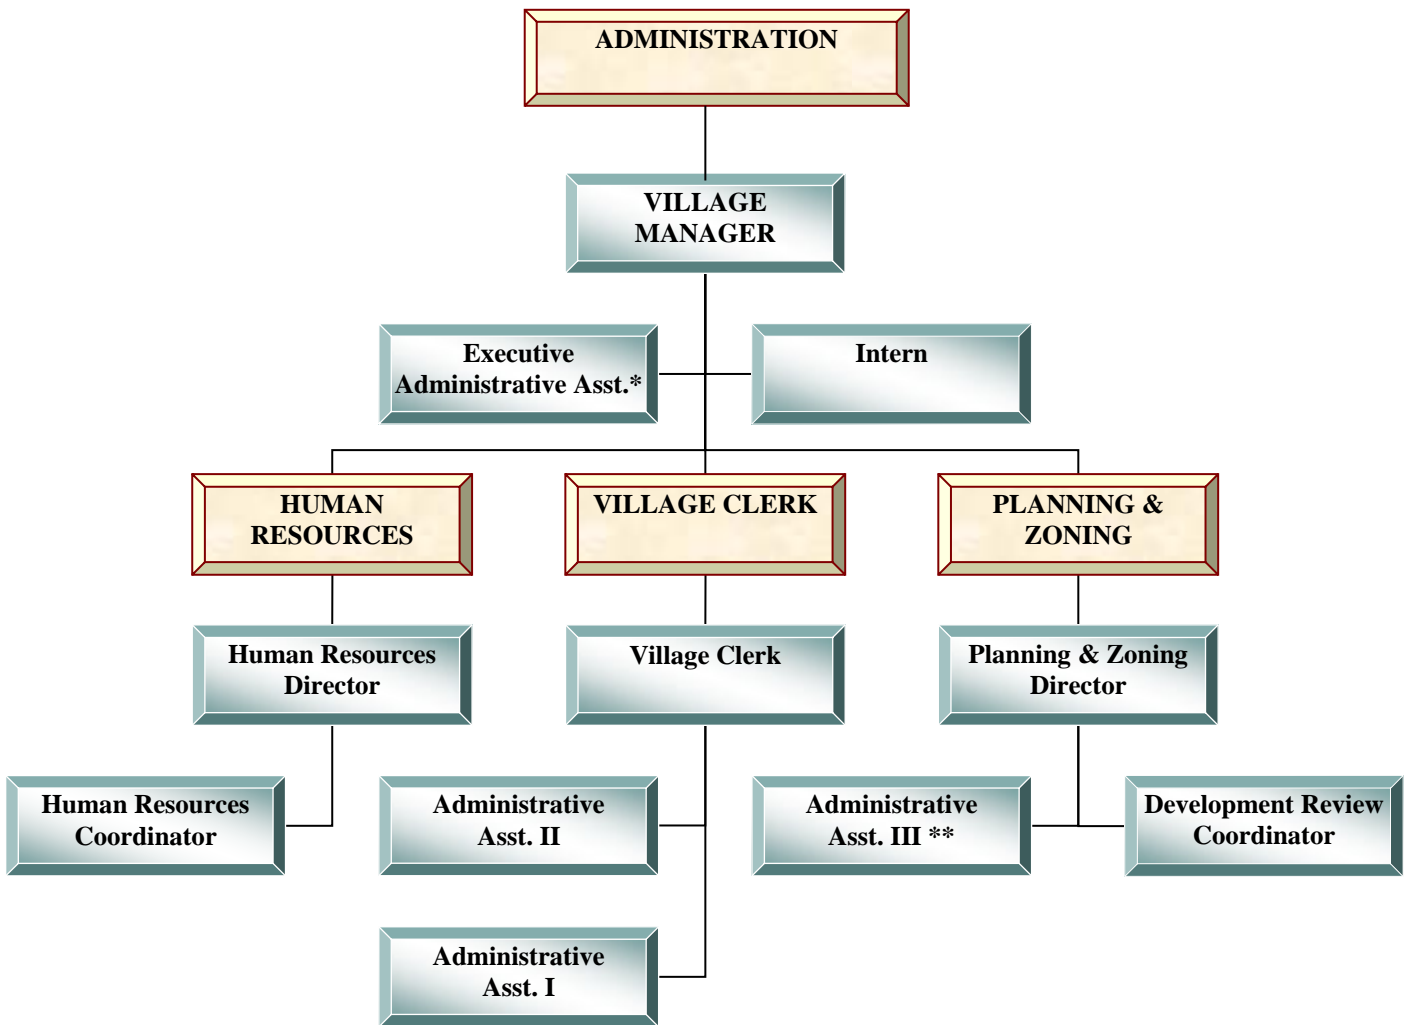 ADMINISTRATION
VILLAGE
MANAGER
Executive
Administrative Asst.*
Intern
HUMAN
RESOURCES
VILLAGE CLERK
PLANNING &
ZONING
Human Resources
Director
Village Clerk
Planning & Zoning
Director
Human Resources
Coordinator
Administrative
Asst. II
Administrative
Asst. III **
Development Review
Coordinator
Administrative
Asst. I